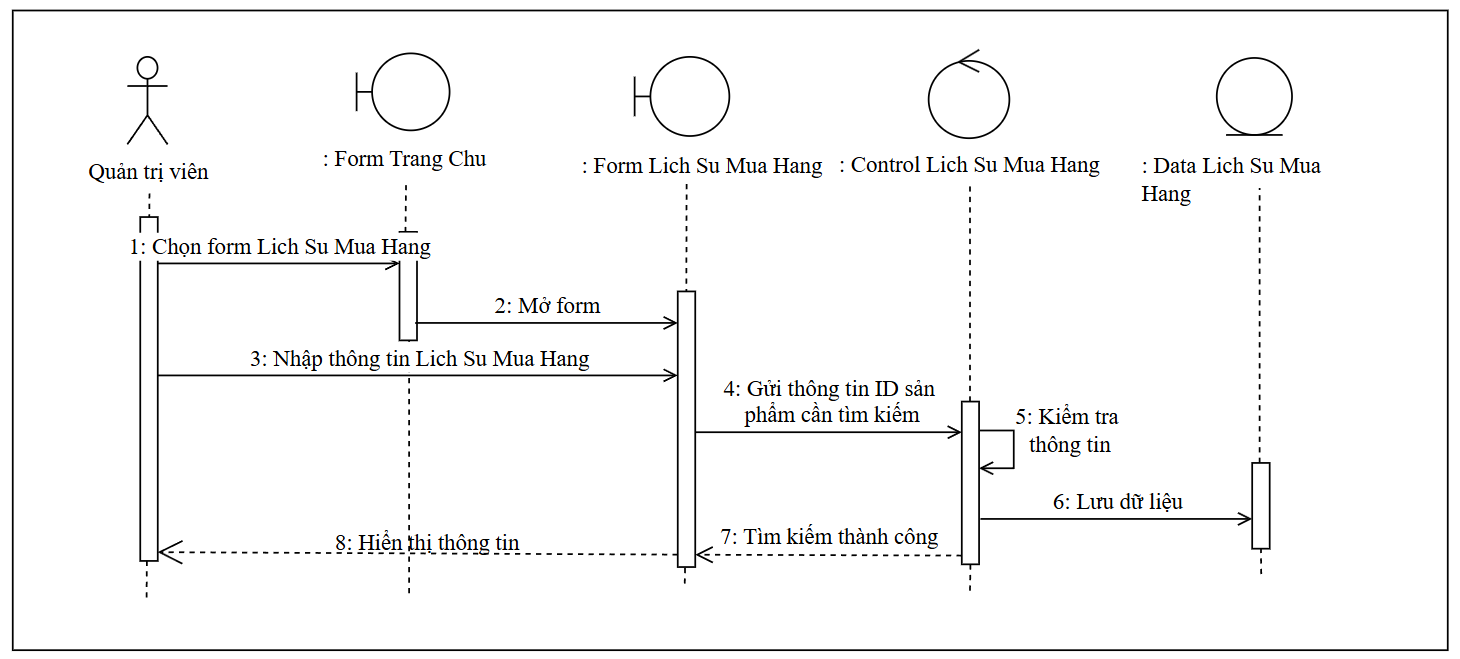 Quản trị viên
: Form Trang Chu
: Form Lich Su Mua Hang
: Control Lich Su Mua Hang
: Data Lich Su Mua
Hang
1: Chọn form Lich Su Mua Hang
2: Mở form
3: Nhập thông tin Lich Su Mua Hang
4: Gửi thông tin ID sản
phẩm cần tìm kiếm
5: Kiểm tra
thông tin
6: Lưu dữ liệu
7: Tìm kiếm thành công
8: Hiển thị thông tin